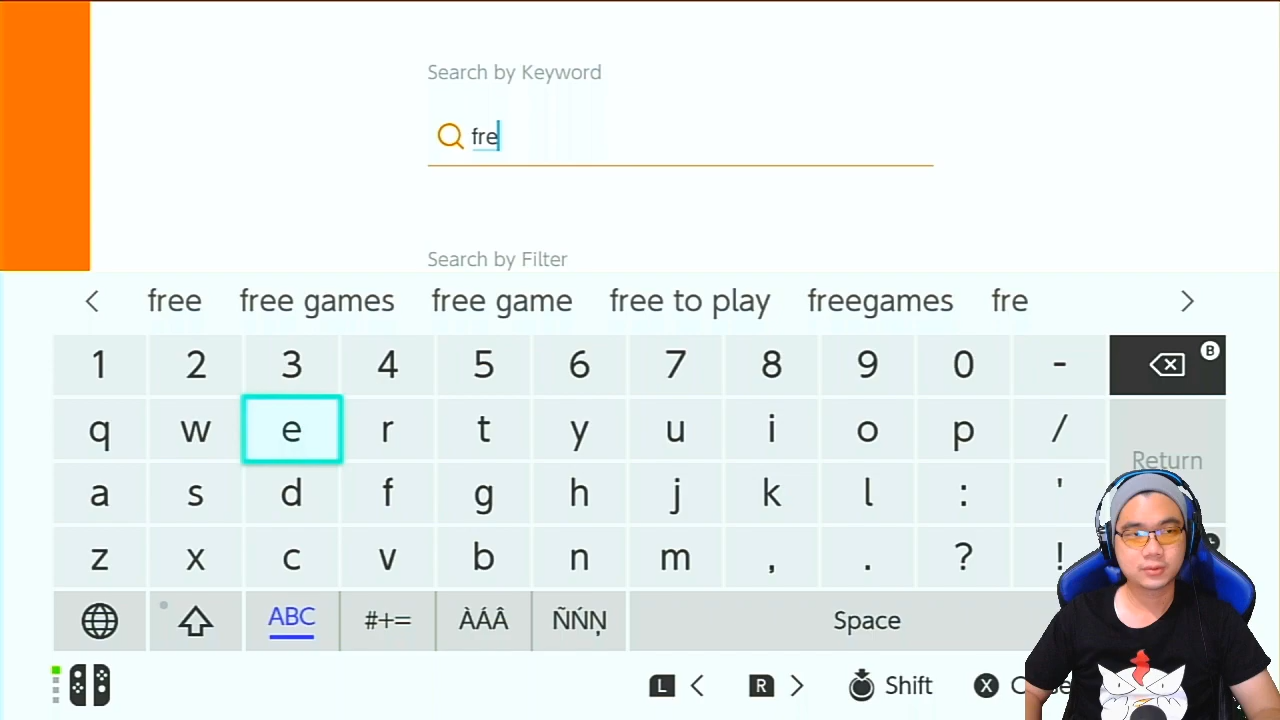 Search by Keyword
fre
Search by Filter
free free games free game free to play freegames fre
1 2 3 4 5 6 7 8 9 0 - B
q w e r t y u i o p /
Return
a s d f g h j k l : '
z x c v b n m , . ? !
ABC #+= ÀÁÂ ÑŃŅ Space
L R Shift X